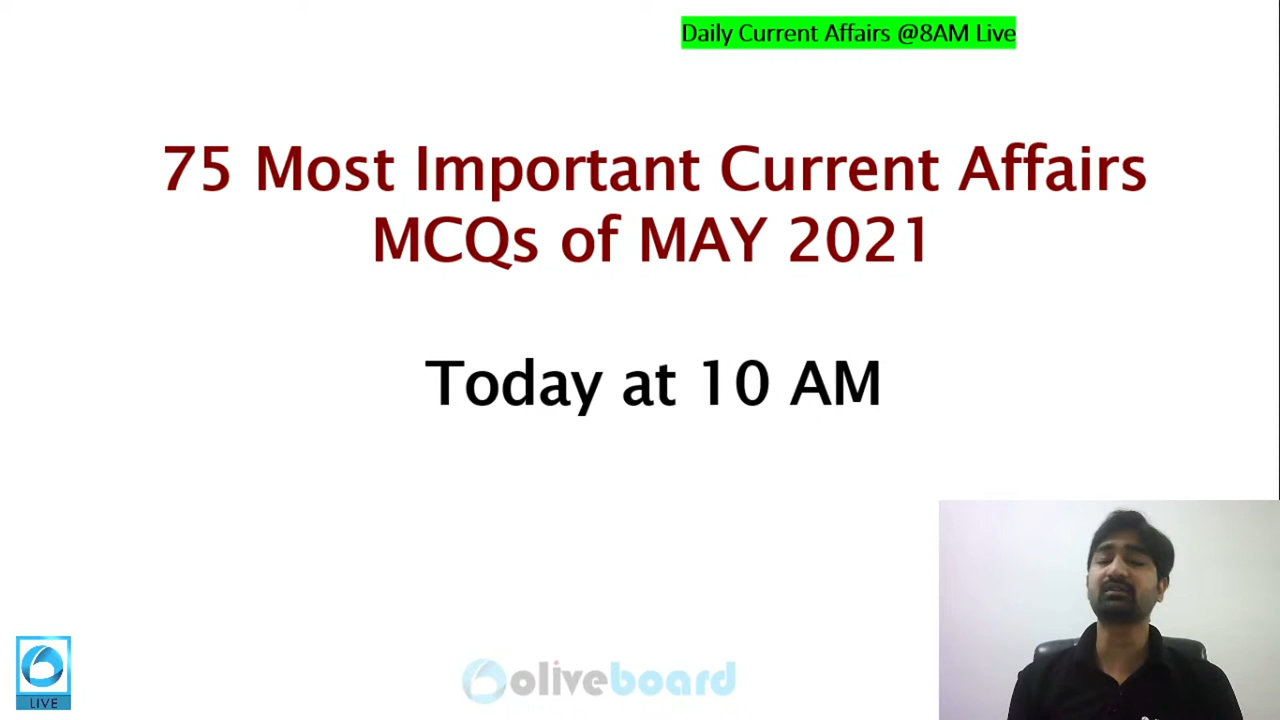 Daily Current Affairs @8AM Live
75 Most Important Current Affairs
MCQs of MAY 2021
Today at 10 AM
LIVE
oliveboard